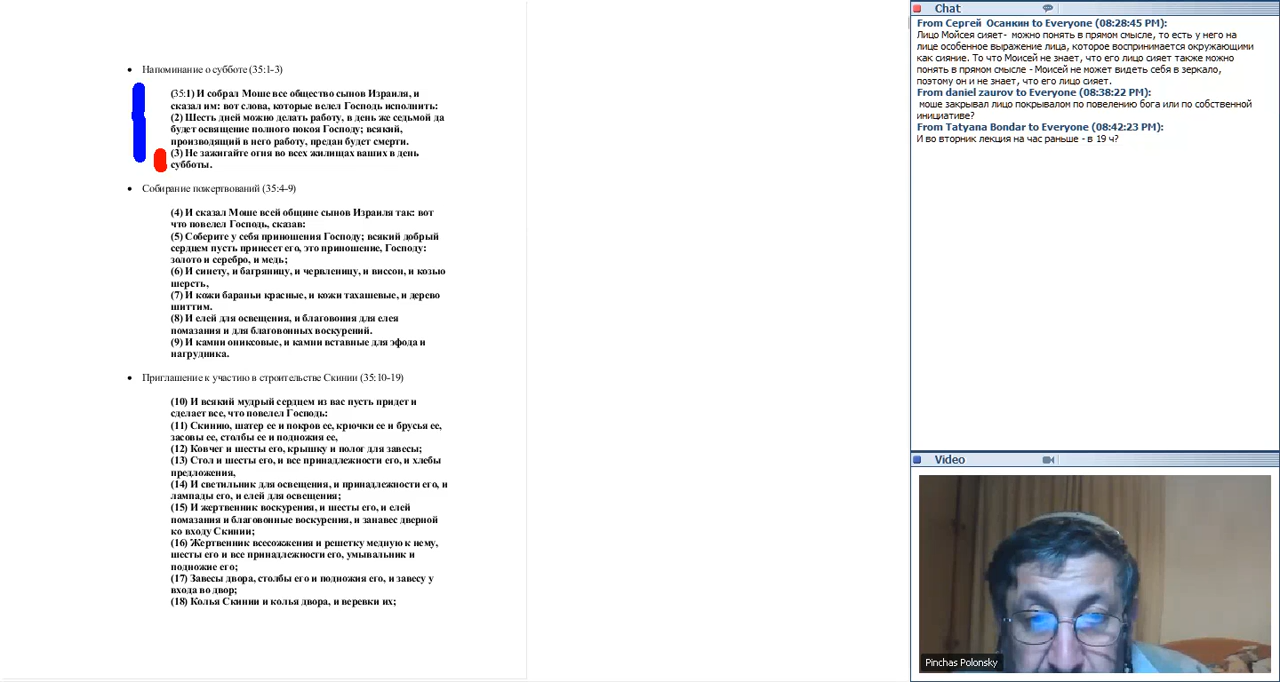 Напоминание о субботе (35:1-3)
(35:1) И собрал Моше все общество сынов Израиля, и
сказал им: вот слова, которые велел Господь исполнить:
(2) Шесть дней можно делать работу, в день же седьмой да
будет освящение полного покоя Господу; всякий,
производящий в него работу, предан будет смерти.
(3) Не зажигайте огня во всех жилищах ваших в день
субботы.
Собирание пожертвований (35:4-9)
(4) И сказал Моше всей общине сынов Израиля так: вот
что повелел Господь, сказав:
(5) Соберите у себя приношения Господу; всякий добрый
сердцем пусть принесет его, это приношение, Господу:
золото и серебро, и медь;
(6) И синету, и багряницу, и червленицу, и виссон, и козью
шерсть,
(7) И кожи бараньи красные, и кожи тахашевые, и дерево
шиттим.
(8) И елей для освещения, и благовония для елея
помазания и для благовонных воскурений.
(9) И камни ониксовые, и камни вставные для эфода и
нагрудника.
Приглашение к участию в строительстве Скинии (35:10-19)
(10) И всякий мудрый сердцем из вас пусть придет и
сделает все, что повелел Господь:
(11) Скинию, шатер ее и покров ее, крючки ее и брусья ее,
засовы ее, столбы ее и подножия ее,
(12) Ковчег и шесты его, крышку и полог для завесы;
(13) Стол и шесты его, и все принадлежности его, и хлебы
предложения,
(14) И светильник для освещения, и принадлежности его, и
лампады его, и елей для освещения;
(15) И жертвенник воскурения, и шесты его, и елей
помазания и благовонные воскурения, и занавес дверной
ко входу Скинии;
(16) Жертвенник всесожжения и решетку медную к нему,
шесты его и все принадлежности его, умывальник и
подножие его;
(17) Завесы двора, столбы его и подножия его, и завесу у
входа во двор;
(18) Колья Скинии и колья двора, и веревки их;
Chat
From Сергей Осанкин to Everyone (08:28:45 PM):
Лицо Мойсея сияет- можно понять в прямом смысле, то есть у него на
лице особенное выражение лица, которое воспринимается окружающими
как сияние. То что Моисей не знает, что его лицо сияет также можно
понять в прямом смысле - Моисей не может видеть себя в зеркало,
поэтому он и не знает, что его лицо сияет.
From daniel zaurov to Everyone (08:38:22 PM):
моше закрывал лицо покрывалом по повелению бога или по собственной
инициативе?
From Tatyana Bondar to Everyone (08:42:23 PM):
И во вторник лекция на час раньше - в 19 ч?
Video
Pinchas Polonsky